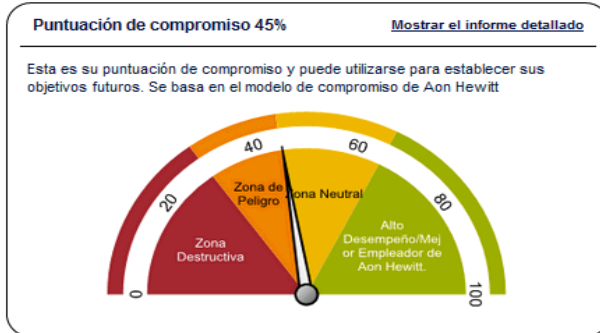 Puntuación de compromiso 45%
Mostrar el informe detallado
Esta es su puntuación de compromiso y puede utilizarse para establecer sus
objetivos futuros. Se basa en el modelo de compromiso de Aon Hewitt
0
20
40
60
80
100
Zona
Destructiva
Zona de
Peligro
Zona Neutral
Alto
Desempeño/Mej
or Empleador de
Aon Hewitt.